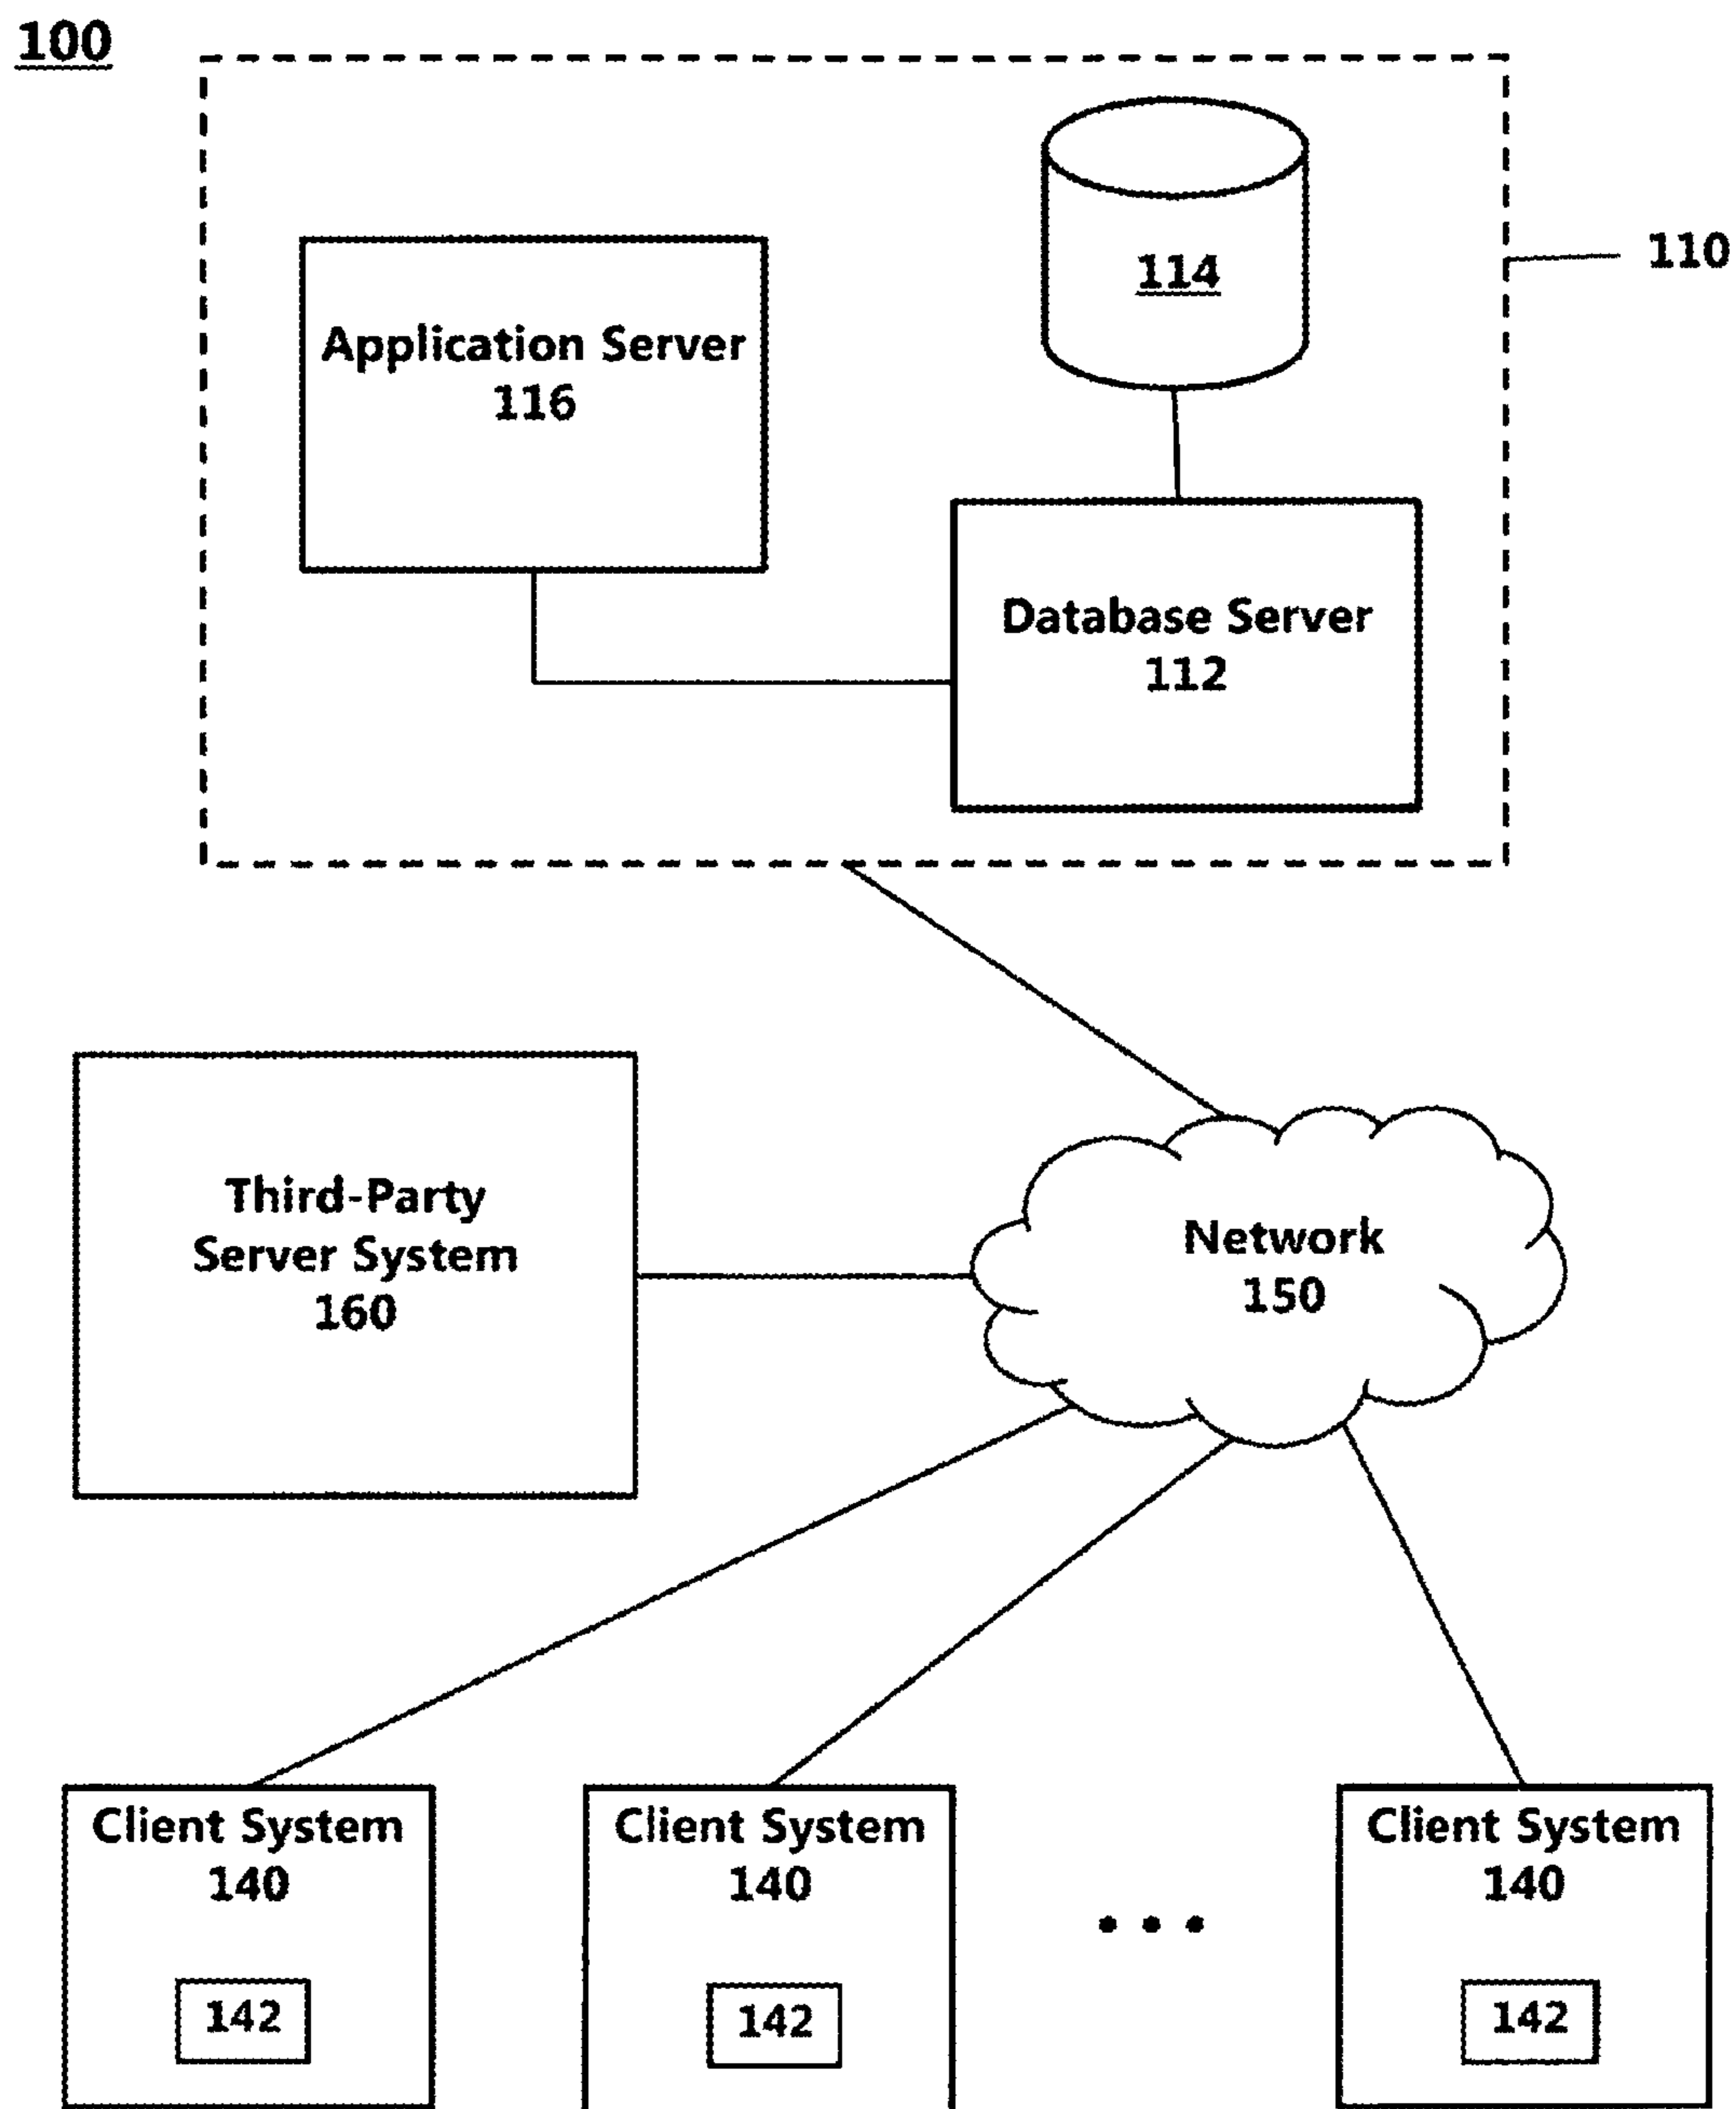 100
114
110
Application Server
116
Database Server
112
Third-Party
Server System
160
Network
150
Client System
140
142
Client System
140
142
• • •
Client System
140
142